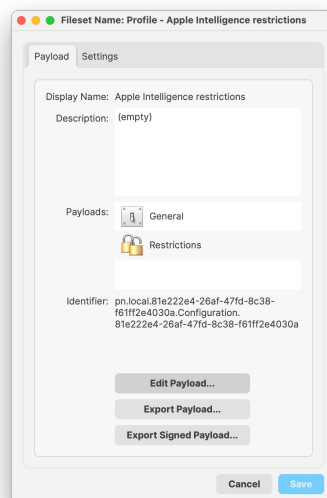 Fileset Name: Profile - Apple Intelligence restrictions
Payload Settings
Display Name: Apple Intelligence restrictions
Description: (empty)
Payloads: General
Restrictions
Identifier: pn.local.81e222e4-26af-47fd-8c38-
f61ff2e4030a.Configuration.
81e222e4-26af-47fd-8c38-f61ff2e4030a
Edit Payload...
Export Payload...
Export Signed Payload...
Cancel Save